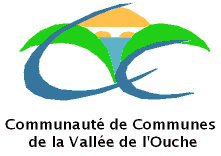 Communauté de Communes
de la Vallée de l'Ouche